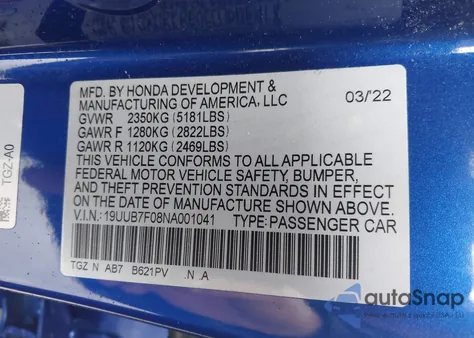 MFD. BY HONDA DEVELOPMENT &
MANUFACTURING OF AMERICA, LLC 03/22
GVWR 2350KG (5181LBS)
GAWR F 1280KG (2822LBS)
GAWR R 1120KG (2469LBS)
THIS VEHICLE CONFORMS TO ALL APPLICABLE
FEDERAL MOTOR VEHICLE SAFETY, BUMPER,
AND THEFT PREVENTION STANDARDS IN EFFECT
ON THE DATE OF MANUFACTURE SHOWN ABOVE.
V.I.N.: 19UUB7F08NA001041 TYPE: PASSENGER CAR
TGZ N AB7 B621PV .N .A
TGZ-A0
autoSnap